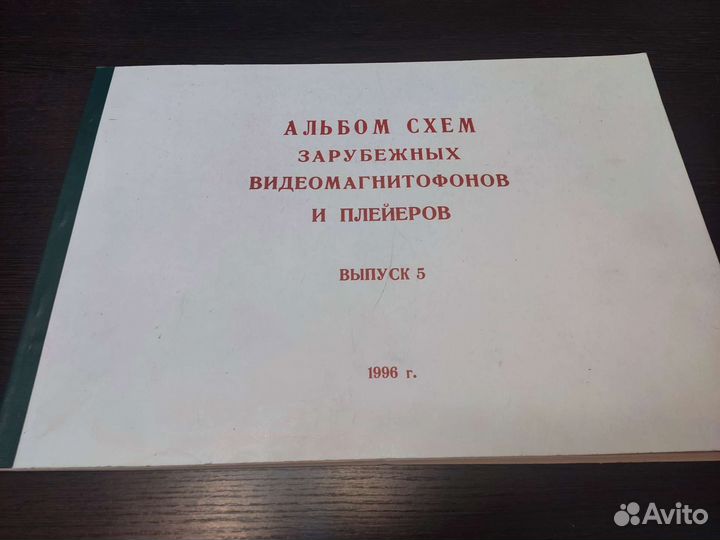 АЛЬБОМ СХЕМ
ЗАРУБЕЖНЫХ
ВИДЕОМАГНИТОФОНОВ
И ПЛЕЙЕРОВ
ВЫПУСК 5
1996 г.
Avito